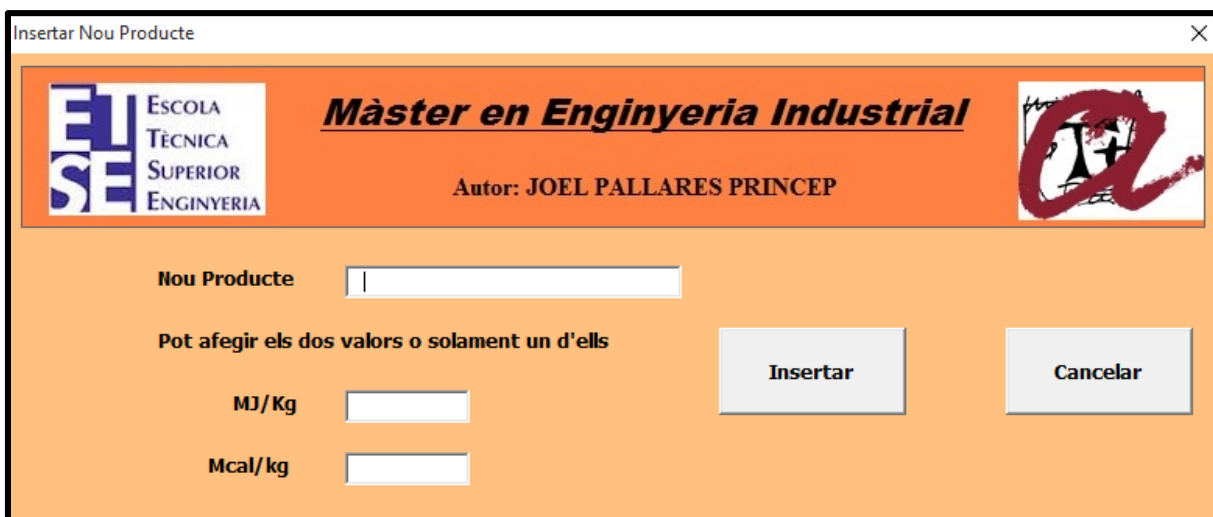 Insertar Nou Producte
ETSE
ESCOLA
TÈCNICA
SUPERIOR
ENGINYERIA
Màster en Enginyeria Industrial
Autor: JOEL PALLARES PRINCEP
Nou Producte
Pot afegir els dos valors o solament un d'ells
Insertar
Cancelar
MJ/Kg
Mcal/kg